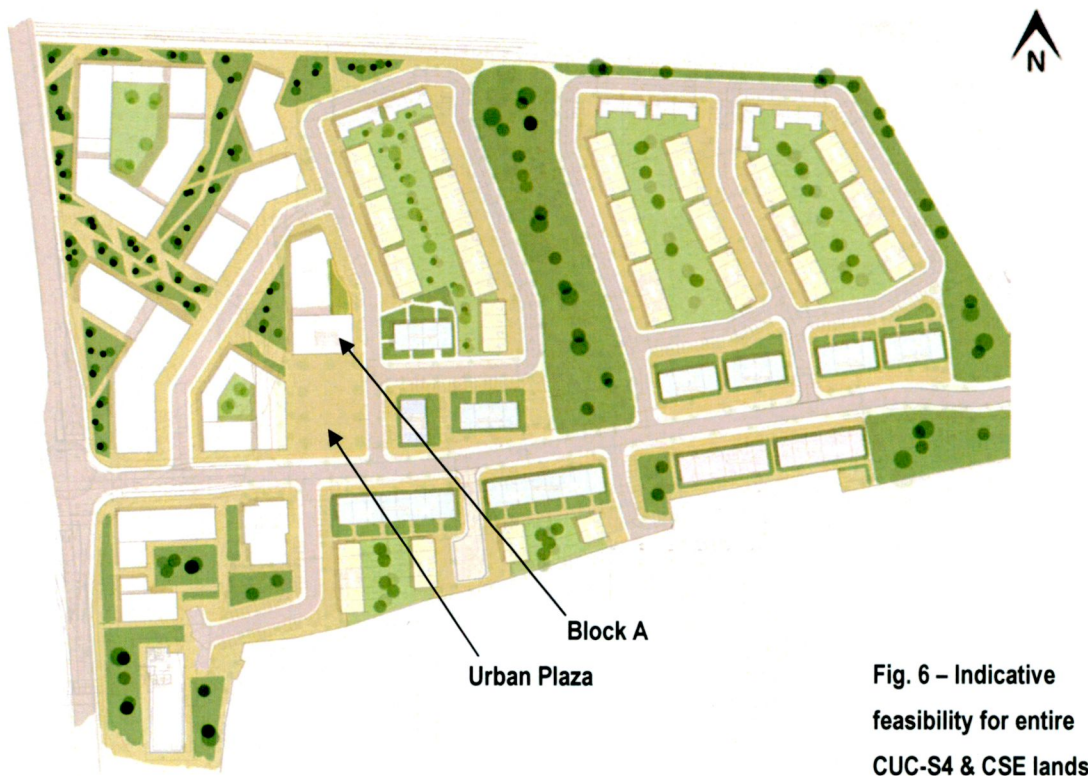 N
Block A
Urban Plaza
Fig. 6 – Indicative
feasibility for entire
CUC-S4 & CSE lands